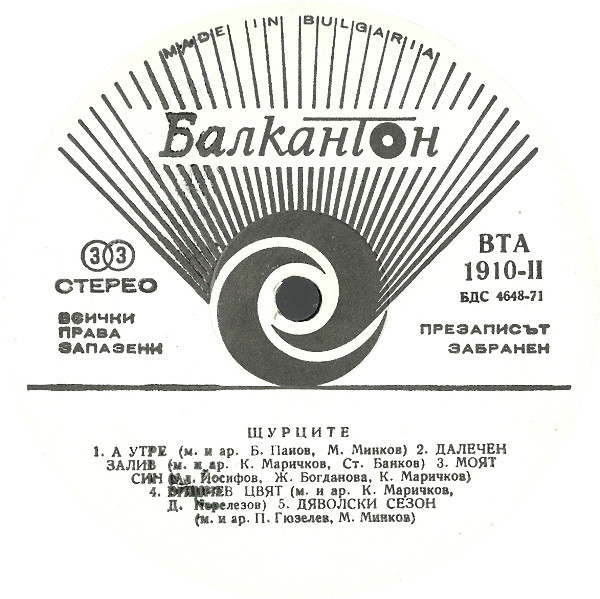 MADE IN BULGARIA
Балкантон
33
СТЕРЕО
ВСИЧКИ
ПРАВА
ЗАПАЗЕНИ
ВТА
1910-II
БДС 4648-71
ПРЕЗАПИСЪТ
ЗАБРАНЕН
ЩУРЦИТЕ
1. А УТРЕ (м. и ар. Б. Панов, М. Минков) 2. ДАЛЕЧЕН
ЗАЛИВ (м. и ар. К. Маричков, Ст. Банков) 3. МОЯТ
СИН Йосифов, Ж. Богданова, К. Маричков)
4. ЦВЯТ (м. и ар. К. Маричков,
Д. 5. ДЯВОЛСКИ СЕЗОН
(м. и ар. П. Гюзелев, М. Минков)